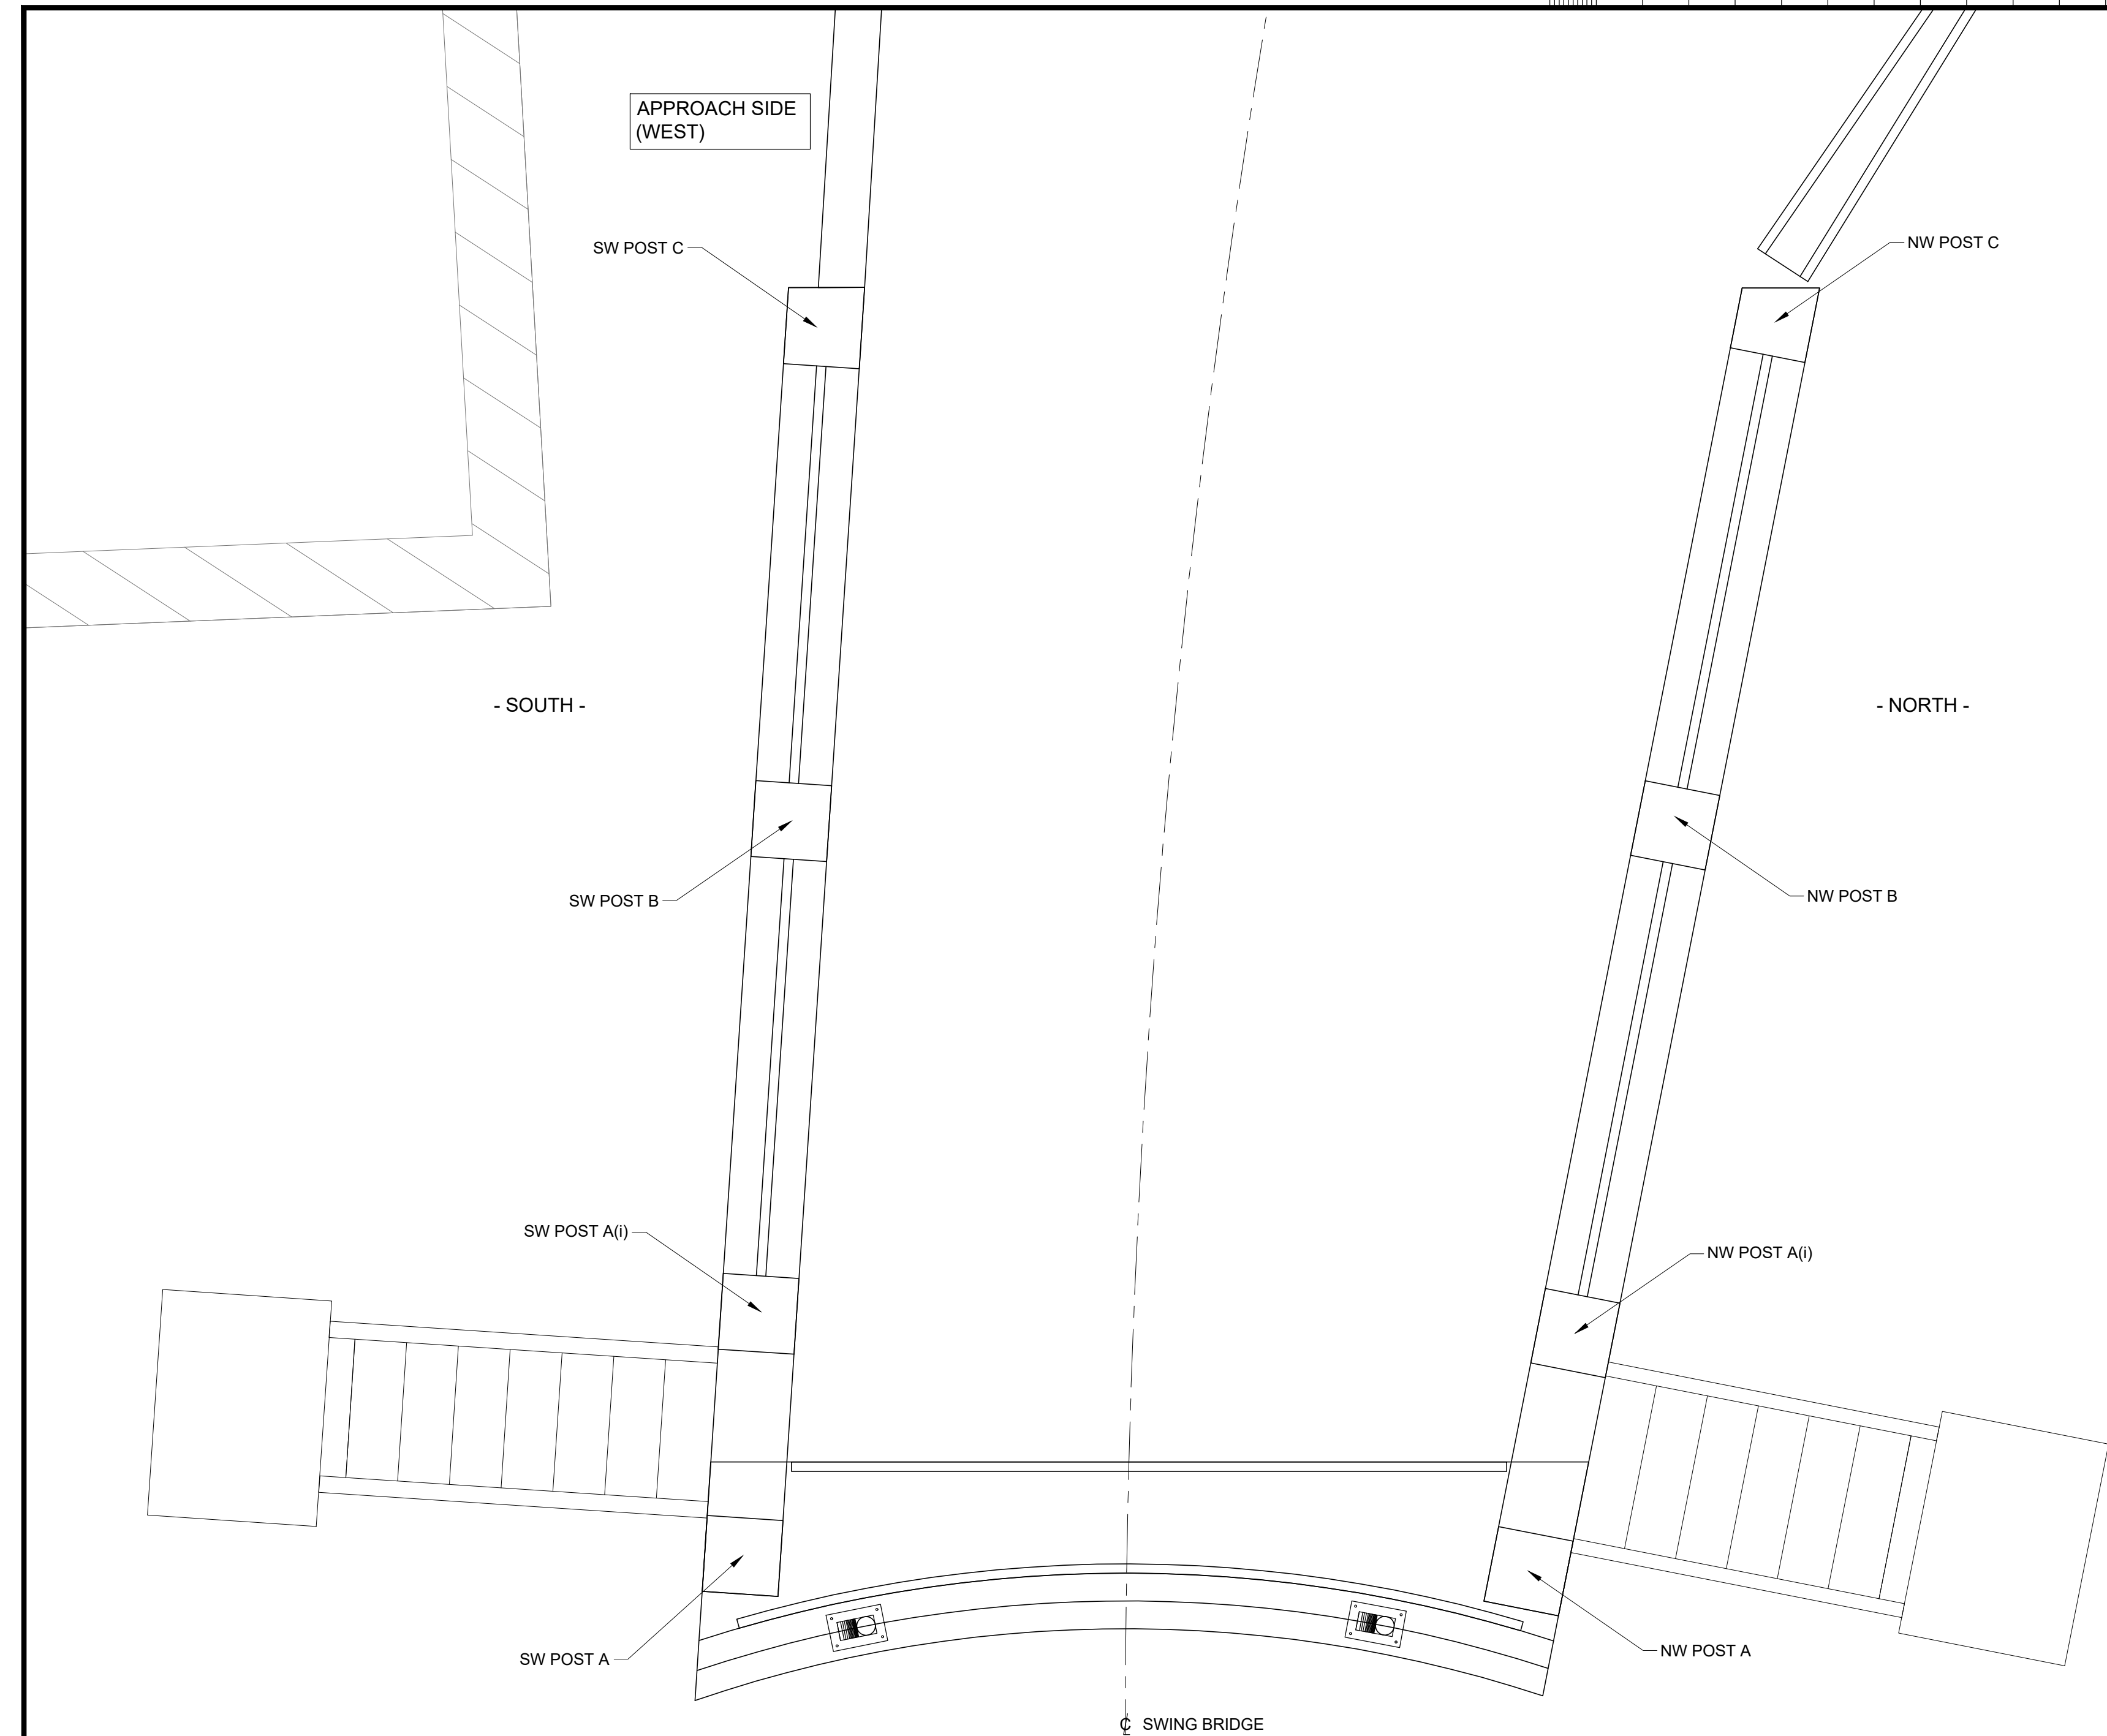 APPROACH SIDE
(WEST)
SW POST C
NW POST C
- SOUTH -
- NORTH -
SW POST B
NW POST B
SW POST A(i)
NW POST A(i)
SW POST A
NW POST A
℄ SWING BRIDGE